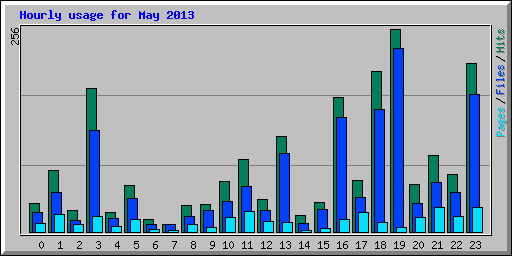 Hourly usage for May 2013
256
Pages / Files / Hits
0 1 2 3 4 5 6 7 8 9 10 11 12 13 14 15 16 17 18 19 20 21 22 23